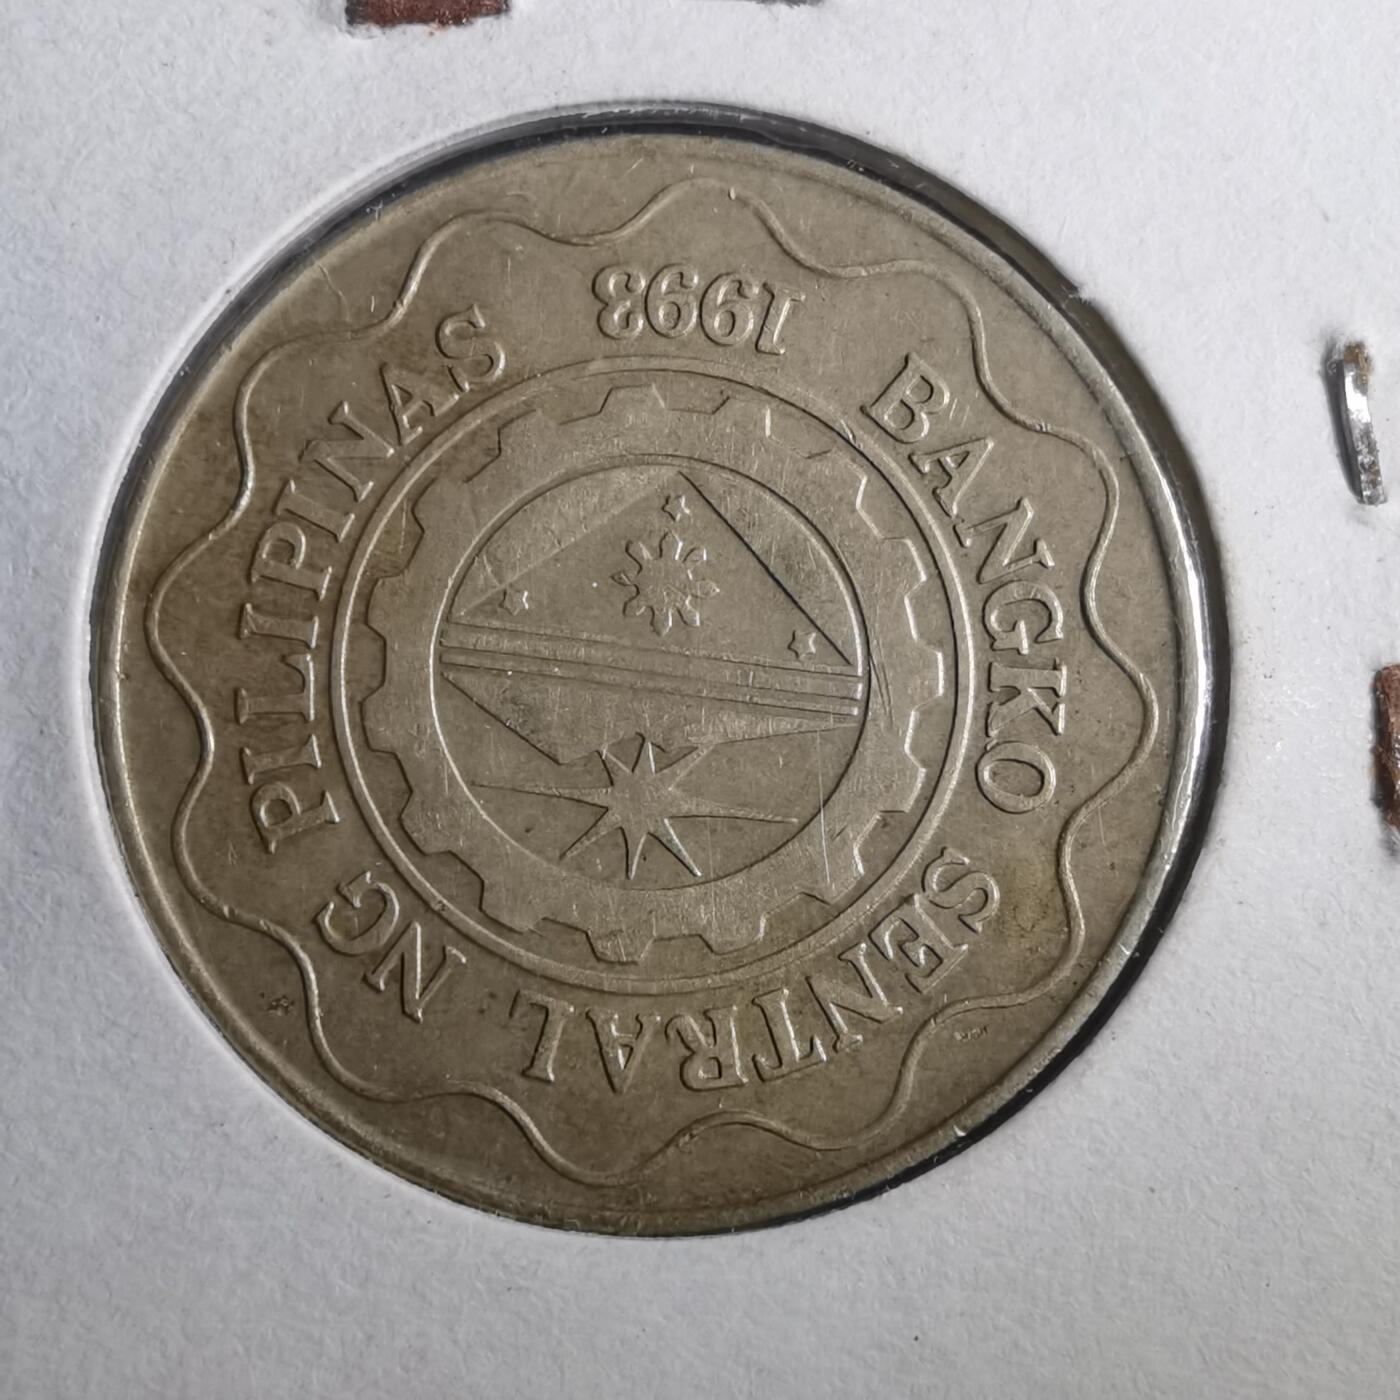 BANGKO SENTRAL NG PILIPINAS
1993